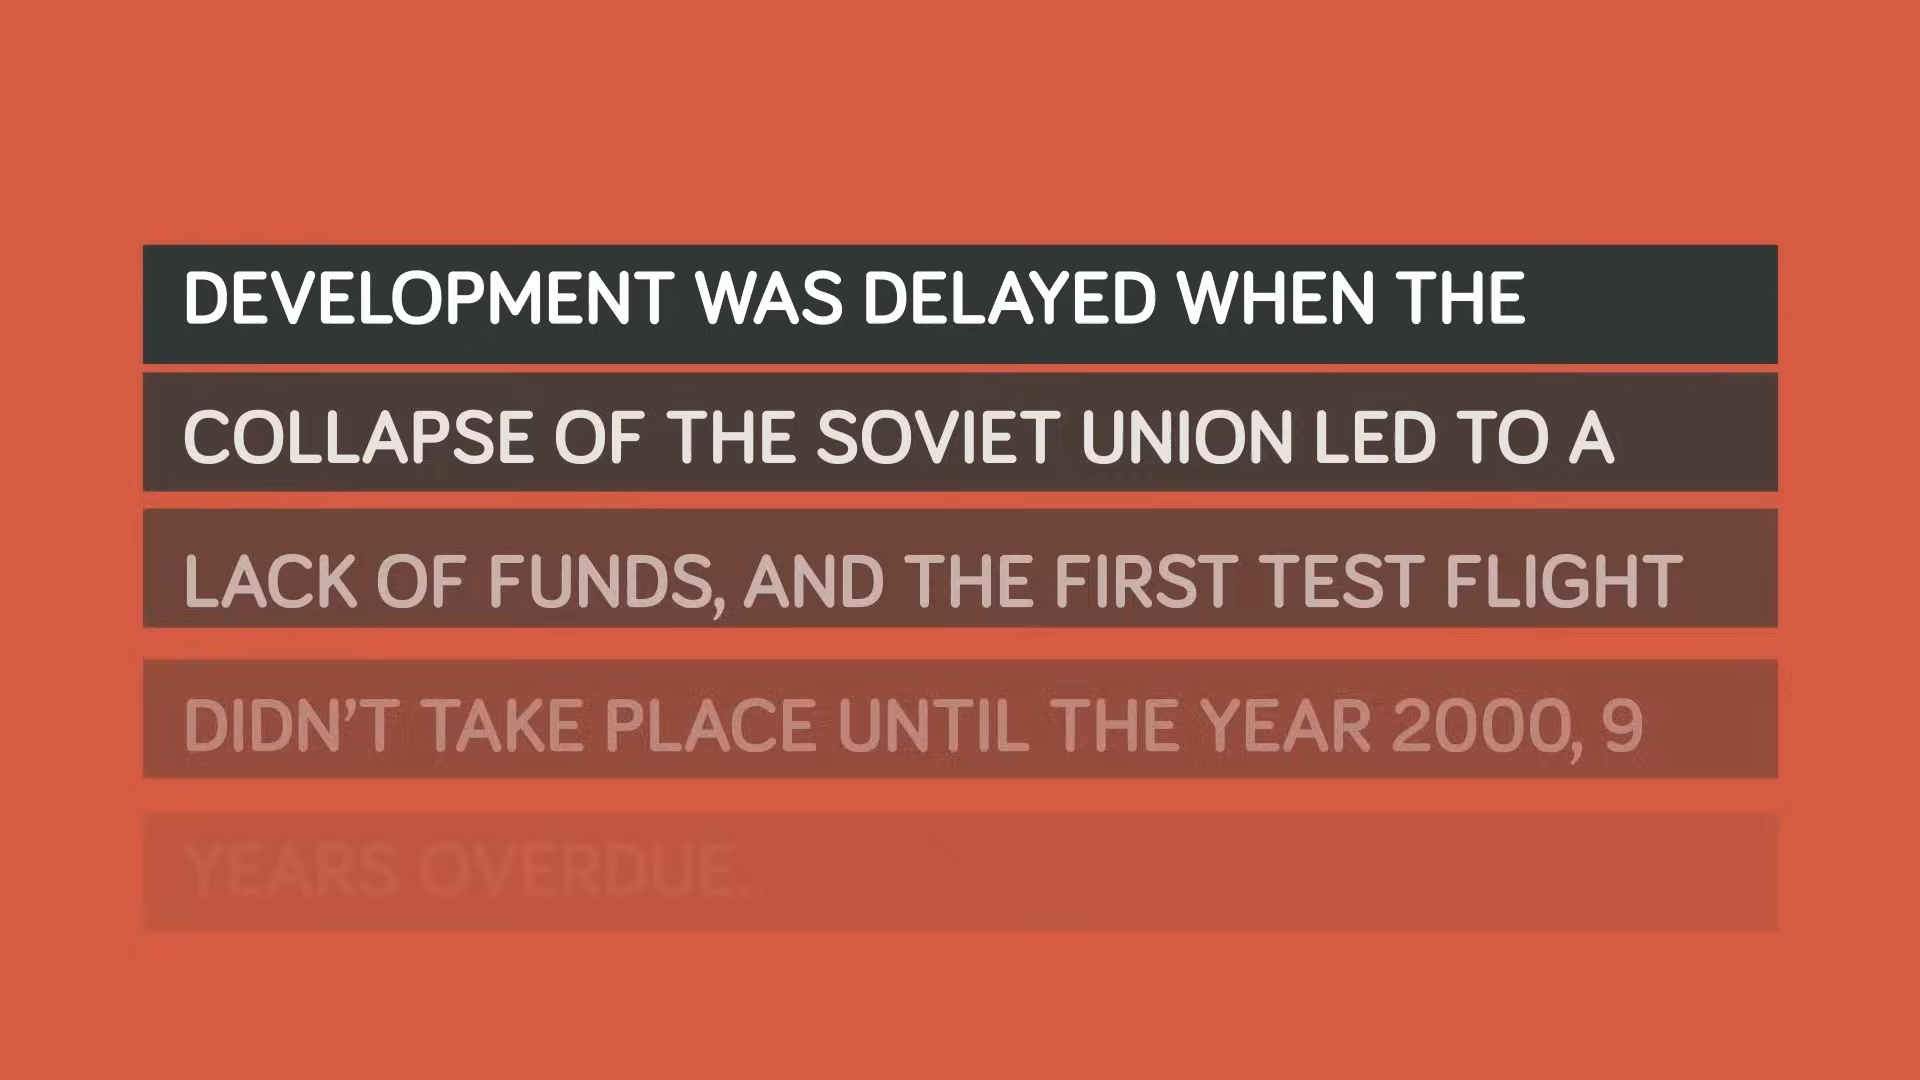 DEVELOPMENT WAS DELAYED WHEN THE
COLLAPSE OF THE SOVIET UNION LED TO A
LACK OF FUNDS, AND THE FIRST TEST FLIGHT
DIDN’T TAKE PLACE UNTIL THE YEAR 2000, 9
YEARS OVERDUE.